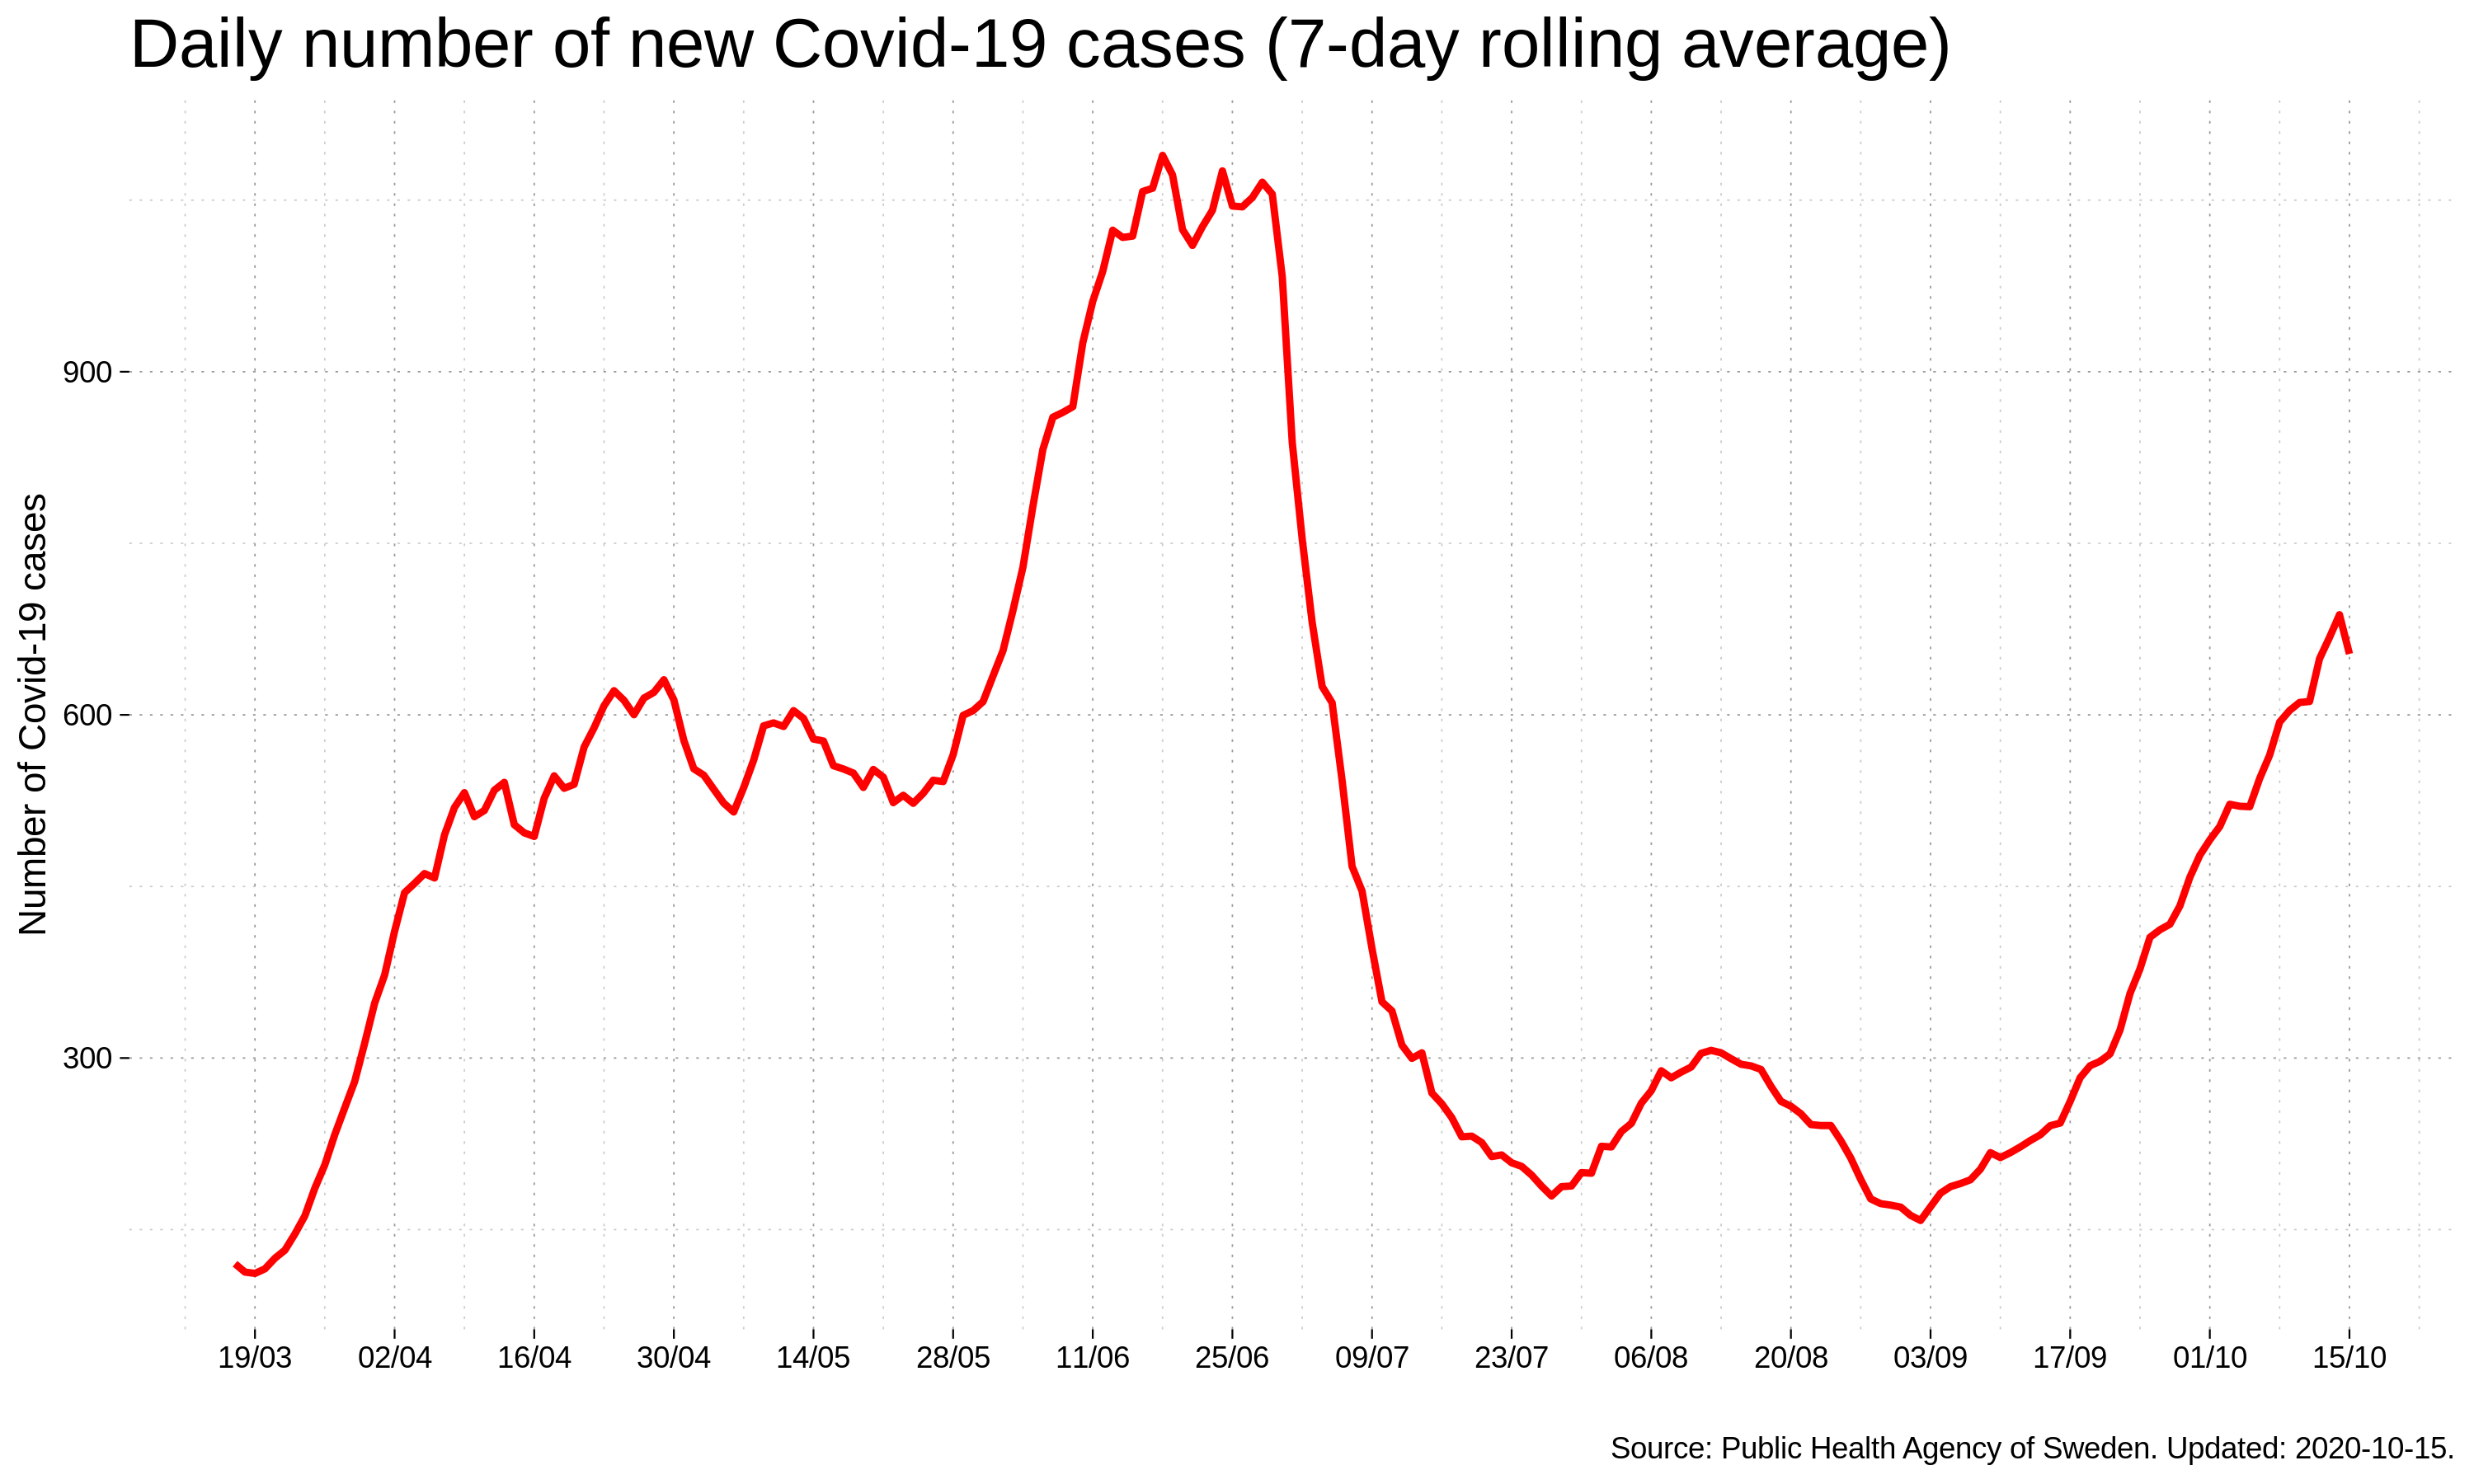 Daily number of new Covid-19 cases (7-day rolling average)
Number of Covid-19 cases
900
600
300
19/03 02/04 16/04 30/04 14/05 28/05 11/06 25/06 09/07 23/07 06/08 20/08 03/09 17/09 01/10 15/10
Source: Public Health Agency of Sweden. Updated: 2020-10-15.